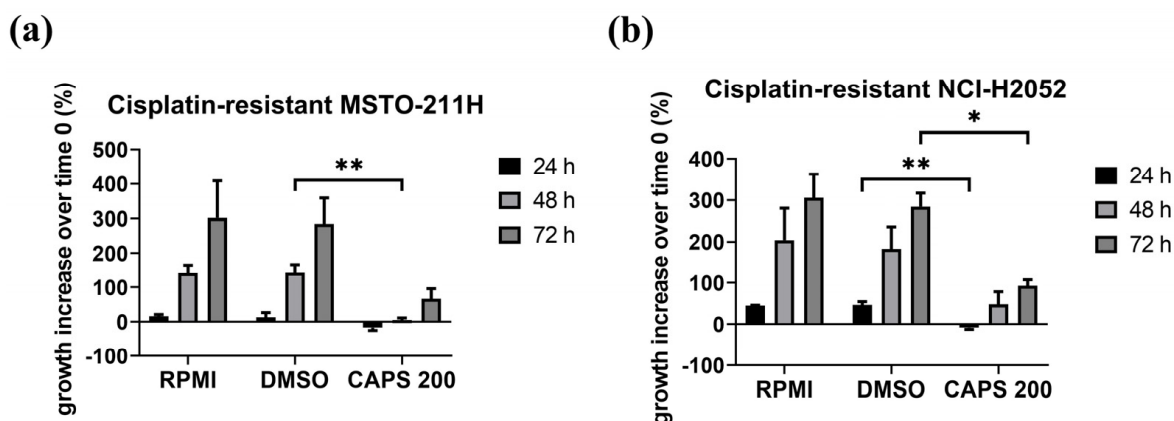 (a)
Cisplatin-resistant MSTO-211H
growth increase over time 0 (%)
500
400
300
200
100
0
-100
**
RPMI
DMSO
CAPS 200
24 h
48 h
72 h
(b)
Cisplatin-resistant NCI-H2052
growth increase over time 0 (%)
400
300
200
100
0
-100
**
*
RPMI
DMSO
CAPS 200
24 h
48 h
72 h